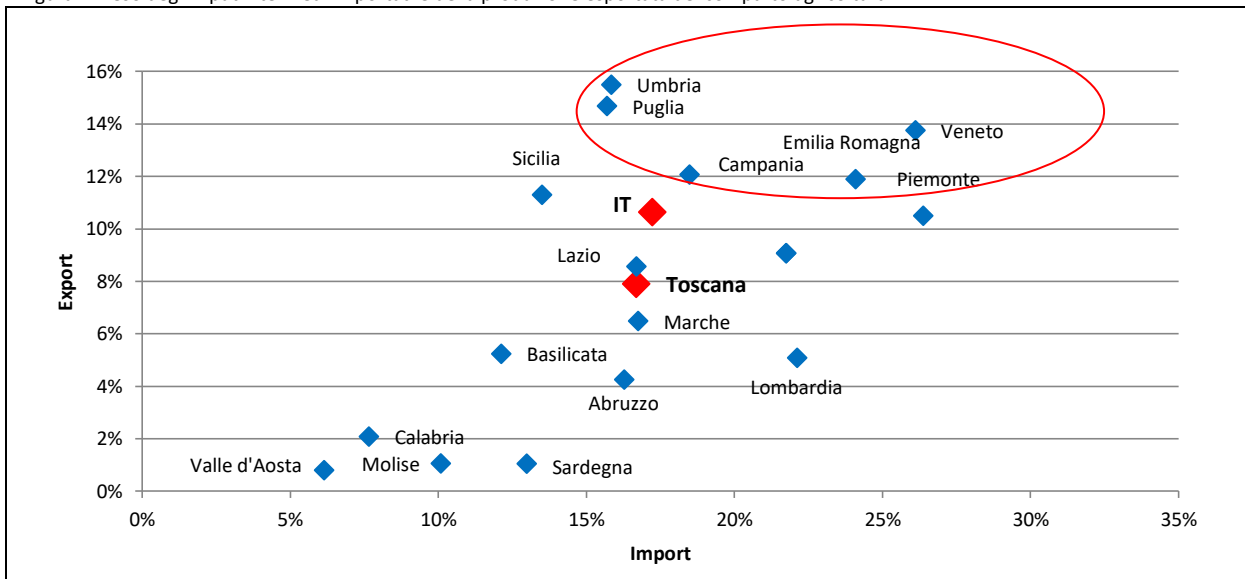 16%
Umbria
Puglia
14%
Veneto
Emilia Romagna
Campania
Sicilia
12%
Piemonte
IT
10%
Lazio
8%
Toscana
Export
6%
Marche
Basilicata
Lombardia
4%
Abruzzo
2%
Calabria
Valle d'Aosta
Molise
Sardegna
0%
0%
5%
10%
15%
20%
25%
30%
35%
Import